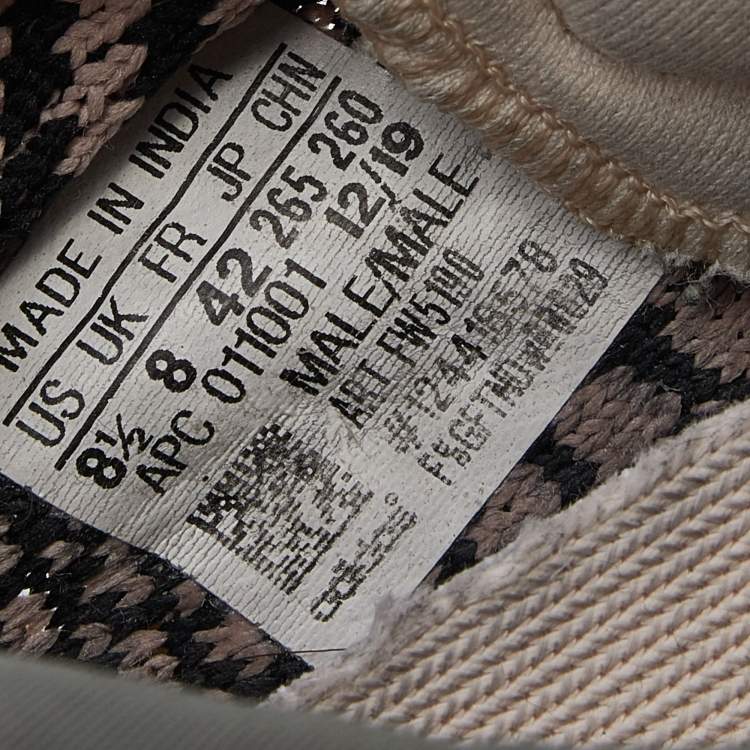 MADE IN INDIA
US UK FR JP CHN
8½ 8 42 265 260
APC 011001 12/19
MALE/MALE
ART FW5190
adidas®